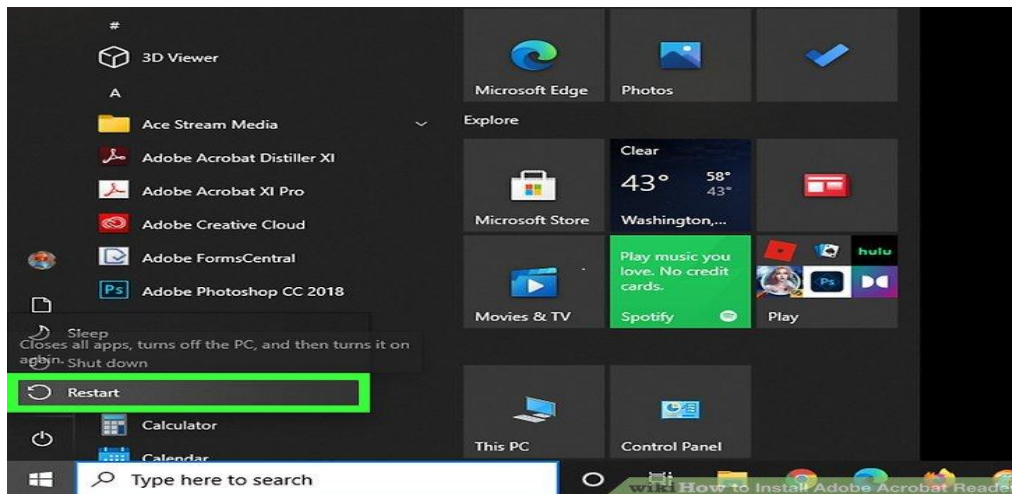 #
3D Viewer
A
Ace Stream Media
Adobe Acrobat Distiller XI
Adobe Acrobat XI Pro
Adobe Creative Cloud
Adobe FormsCentral
Ps Adobe Photoshop CC 2018
Sleep
Closes all apps, turns off the PC, and then turns it on
again.
Shut down
Restart
Calculator
Calendar
Type here to search
Microsoft Edge
Photos
Explore
Microsoft Store
Clear
43° 58°
43°
Washington,...
Movies & TV
Play music you
love. No credit
cards.
Spotify
hulu
Ps
Play
This PC
Control Panel
wikiHow to Install Adobe Acrobat Reader